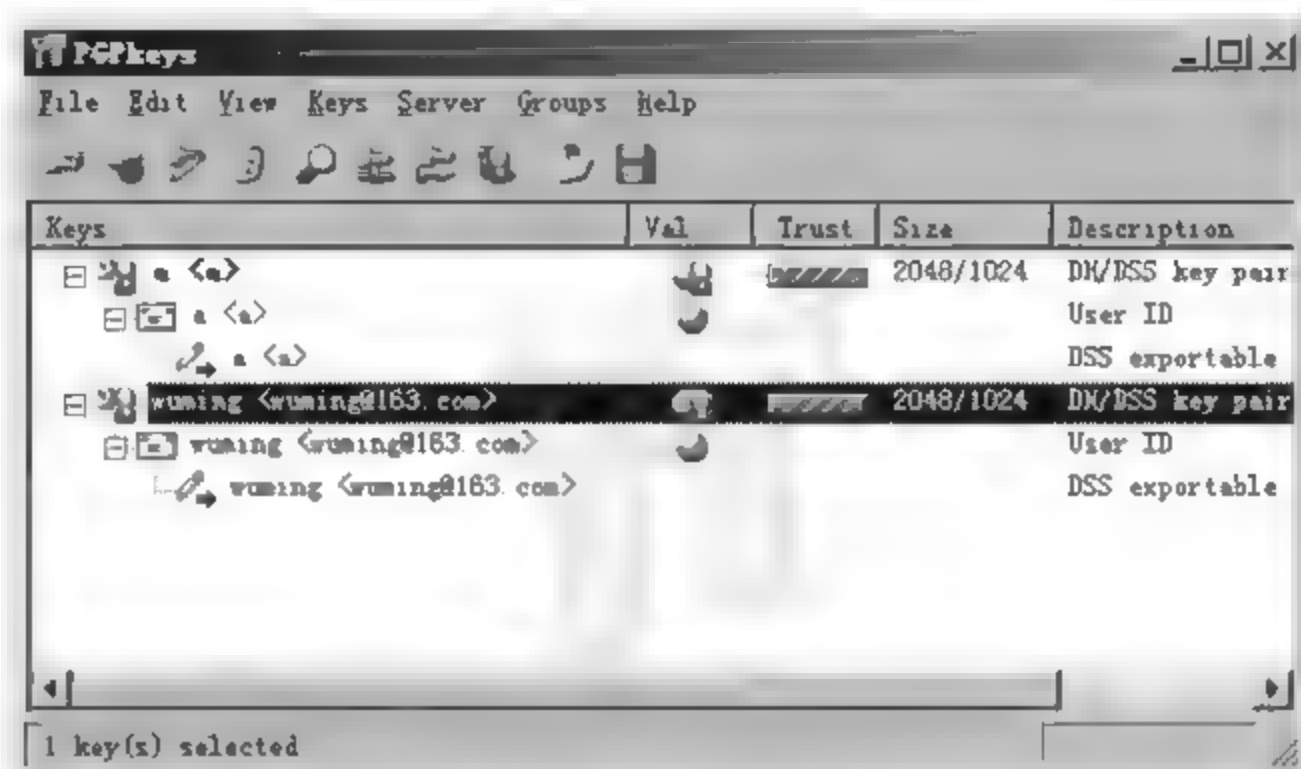 PGPkeys
File Edit View Keys Server Groups Help
Keys Val Trust Size Description
a <a> 2048/1024 DH/DSS key pair
a <a> User ID
a <a> DSS exportable
wuming <wuming@163.com> 2048/1024 DH/DSS key pair
wuming <wuming@163.com> User ID
wuming <wuming@163.com> DSS exportable
1 key(s) selected